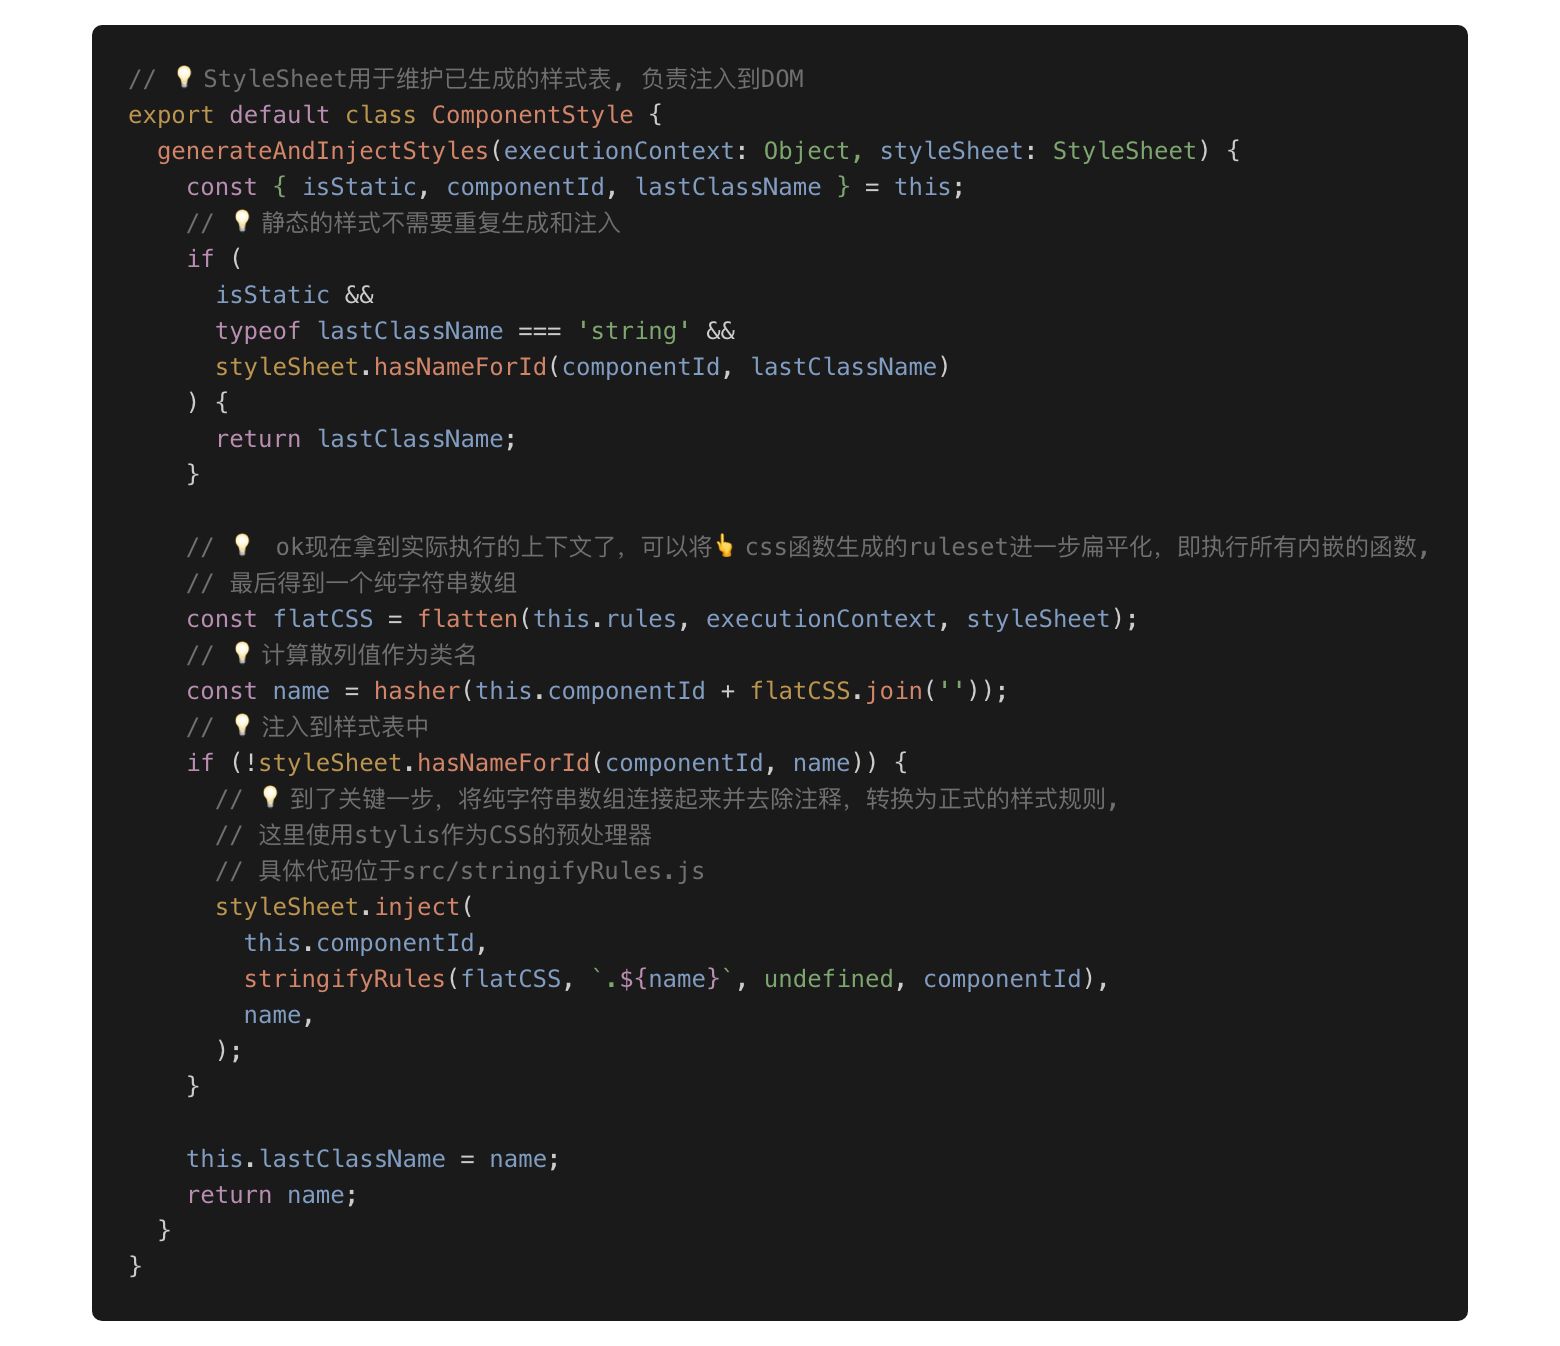 // 💡StyleSheet用于维护已生成的样式表, 负责注入到DOM
export default class ComponentStyle {
  generateAndInjectStyles(executionContext: Object, styleSheet: StyleSheet) {
    const { isStatic, componentId, lastClassName } = this;
    // 💡静态的样式不需要重复生成和注入
    if (
      isStatic &&
      typeof lastClassName === 'string' &&
      styleSheet.hasNameForId(componentId, lastClassName)
    ) {
      return lastClassName;
    }

    // 💡 ok现在拿到实际执行的上下文了，可以将👆css函数生成的ruleset进一步扁平化，即执行所有内嵌的函数,
    // 最后得到一个纯字符串数组
    const flatCSS = flatten(this.rules, executionContext, styleSheet);
    // 💡计算散列值作为类名
    const name = hasher(this.componentId + flatCSS.join(''));
    // 💡注入到样式表中
    if (!styleSheet.hasNameForId(componentId, name)) {
      // 💡到了关键一步，将纯字符串数组连接起来并去除注释，转换为正式的样式规则,
      // 这里使用stylis作为CSS的预处理器
      // 具体代码位于src/stringifyRules.js
      styleSheet.inject(
        this.componentId,
        stringifyRules(flatCSS, `.${name}`, undefined, componentId),
        name,
      );
    }

    this.lastClassName = name;
    return name;
  }
}